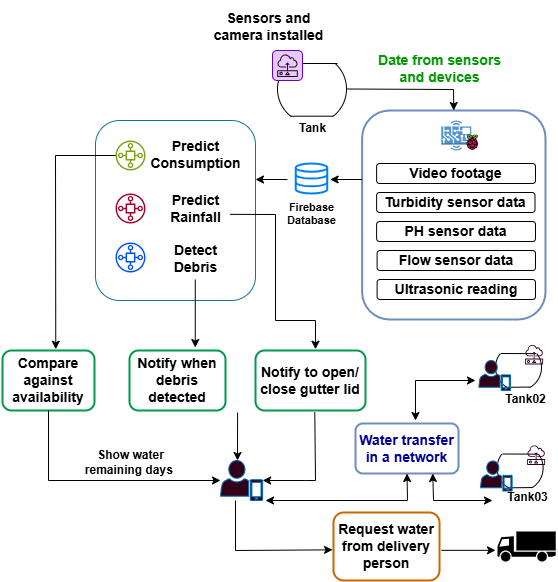 Sensors and
camera installed
Date from sensors
and devices
Tank
Predict
Consumption
Predict
Rainfall
Detect
Debris
Firebase
Database
Video footage
Turbidity sensor data
PH sensor data
Flow sensor data
Ultrasonic reading
Compare
against
availability
Notify when
debris
detected
Notify to open/
close gutter lid
Tank02
Show water
remaining days
Water transfer
in a network
Tank03
Request water
from delivery
person